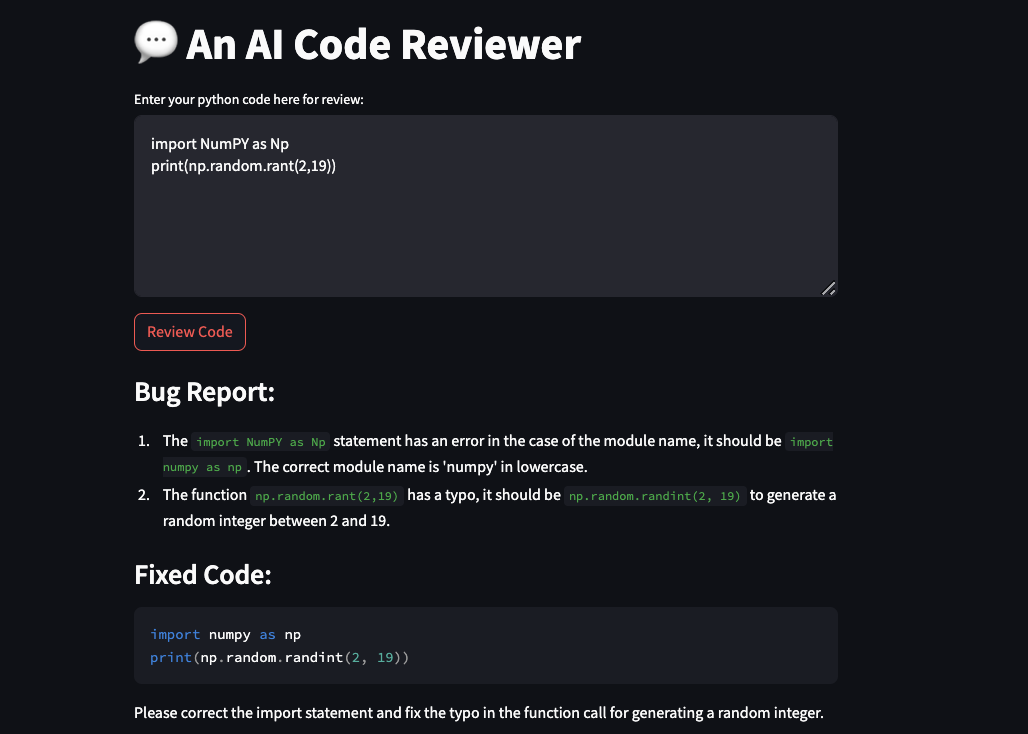 An AI Code Reviewer
Enter your python code here for review:
import NumPY as Np
print(np.random.rant(2,19))
Review Code
Bug Report:
1. The import NumPY as Np statement has an error in the case of the module name, it should be import
numpy as np . The correct module name is 'numpy' in lowercase.
2. The function np.random.rant(2,19) has a typo, it should be np.random.randint(2, 19) to generate a
random integer between 2 and 19.
Fixed Code:
import numpy as np
print(np.random.randint(2, 19))
Please correct the import statement and fix the typo in the function call for generating a random integer.